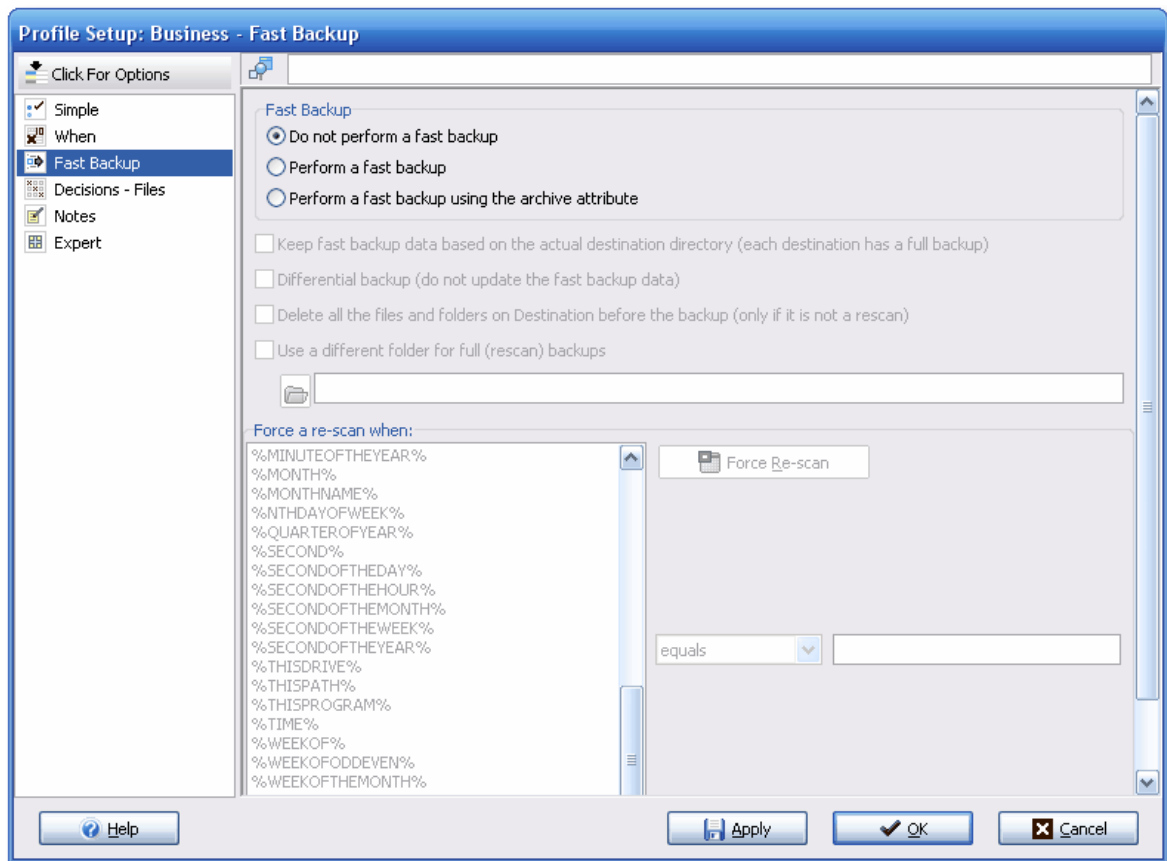 Profile Setup: Business - Fast Backup
Click For Options
Simple
When
Fast Backup
Decisions - Files
Notes
Expert
Fast Backup
Do not perform a fast backup
Perform a fast backup
Perform a fast backup using the archive attribute
Keep fast backup data based on the actual destination directory (each destination has a full backup)
Differential backup (do not update the fast backup data)
Delete all the files and folders on Destination before the backup (only if it is not a rescan)
Use a different folder for full (rescan) backups
Force a re-scan when:
%MINUTEOFTHEYEAR%
%MONTH%
%MONTHNAME%
%NTHDAYOFWEEK%
%QUARTEROFYEAR%
%SECOND%
%SECONDOFTHEDAY%
%SECONDOFTHEHOUR%
%SECONDOFTHEMONTH%
%SECONDOFTHEWEEK%
%SECONDOFTHEYEAR%
%THISDRIVE%
%THISPATH%
%THISPROGRAM%
%TIME%
%WEEKOF%
%WEEKOFODDEVEN%
%WEEKOFTHEMONTH%
Force Re-scan
equals
Help
Apply
OK
Cancel